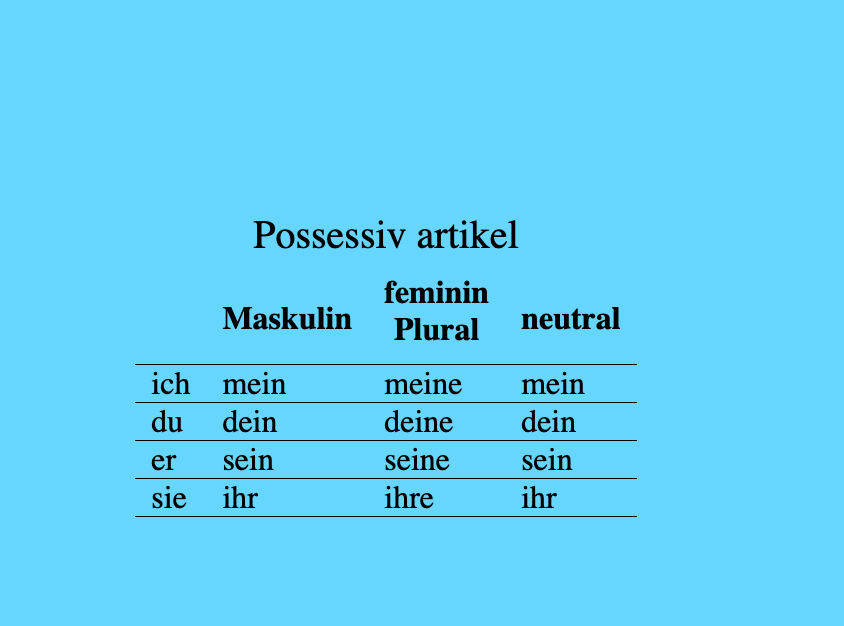 Possessiv artikel
feminin
Maskulin Plural neutral
ich mein meine mein
du dein deine dein
er sein seine sein
sie ihr ihre ihr